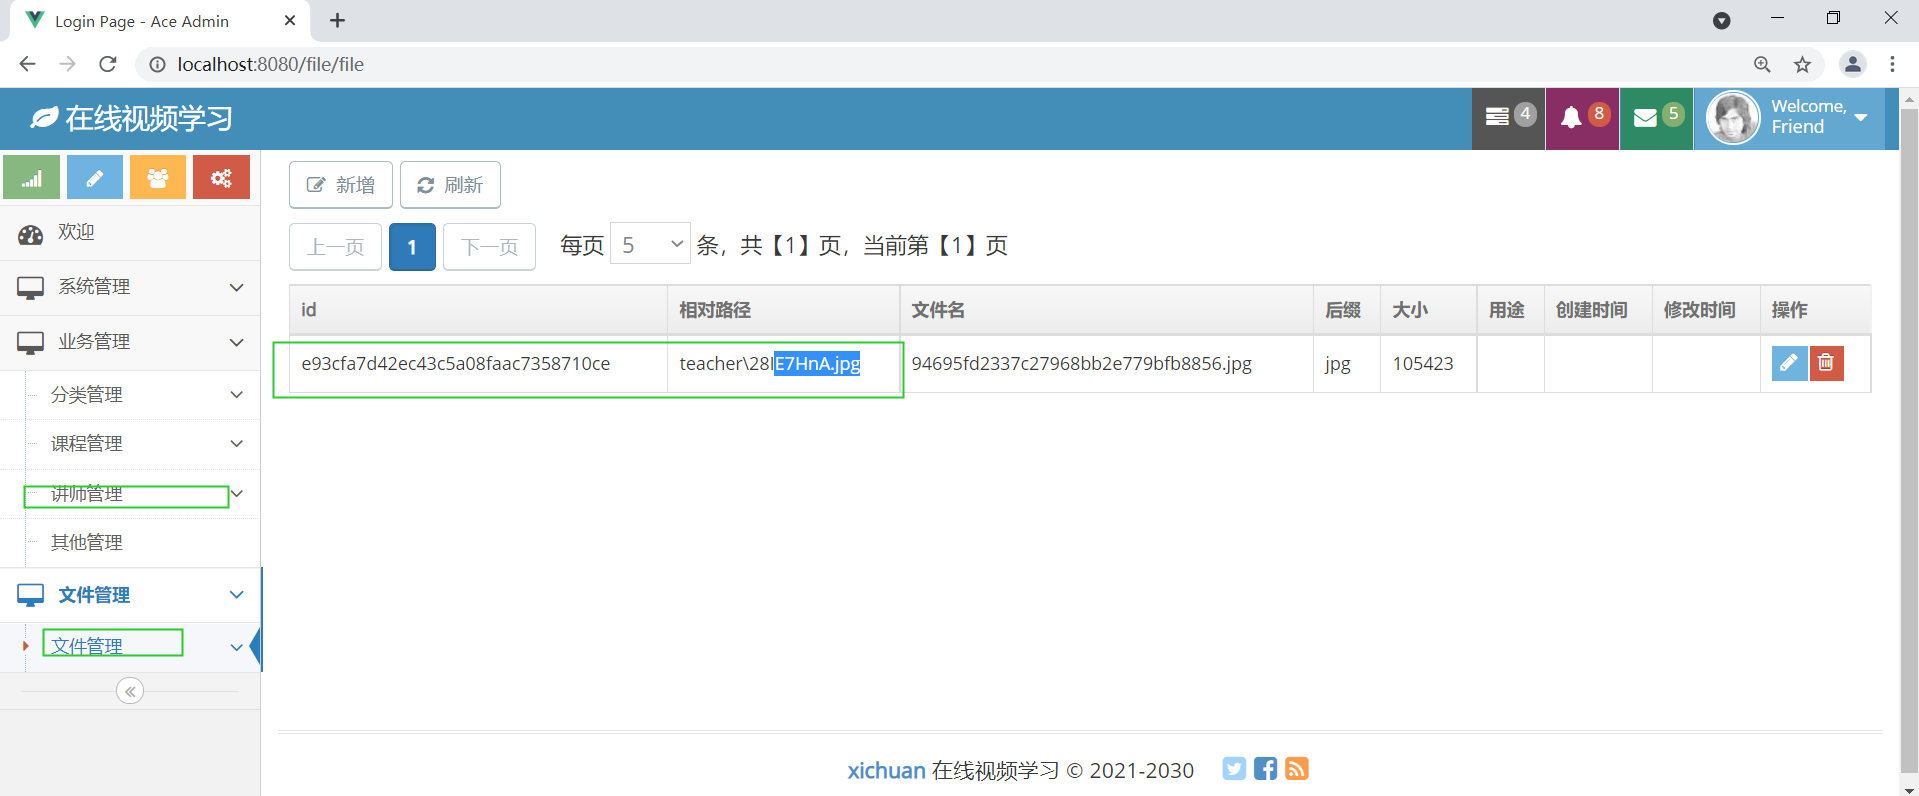 Login Page - Ace Admin
localhost:8080/file/file
在线视频学习
4
8
5
Welcome,
Friend
新增
刷新
上一页
1
下一页
每页 5 条，共【1】页，当前第【1】页
欢迎
系统管理
业务管理
分类管理
课程管理
讲师管理
其他管理
文件管理
文件管理
id 相对路径 文件名 后缀 大小 用途 创建时间 修改时间 操作
e93cfa7d42ec43c5a08faac7358710ce teacher\28IE7HnA.jpg 94695fd2337c27968bb2e779bfb8856.jpg jpg 105423
xichuan 在线视频学习 © 2021-2030